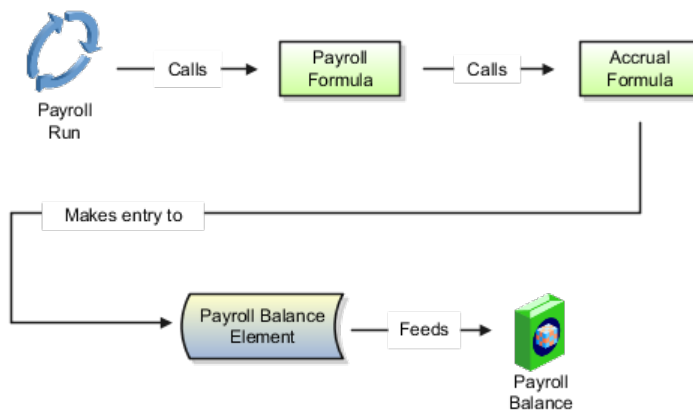 Payroll
Run
Calls
Payroll
Formula
Calls
Accrual
Formula
Makes entry to
Payroll Balance
Element
Feeds
Payroll
Balance